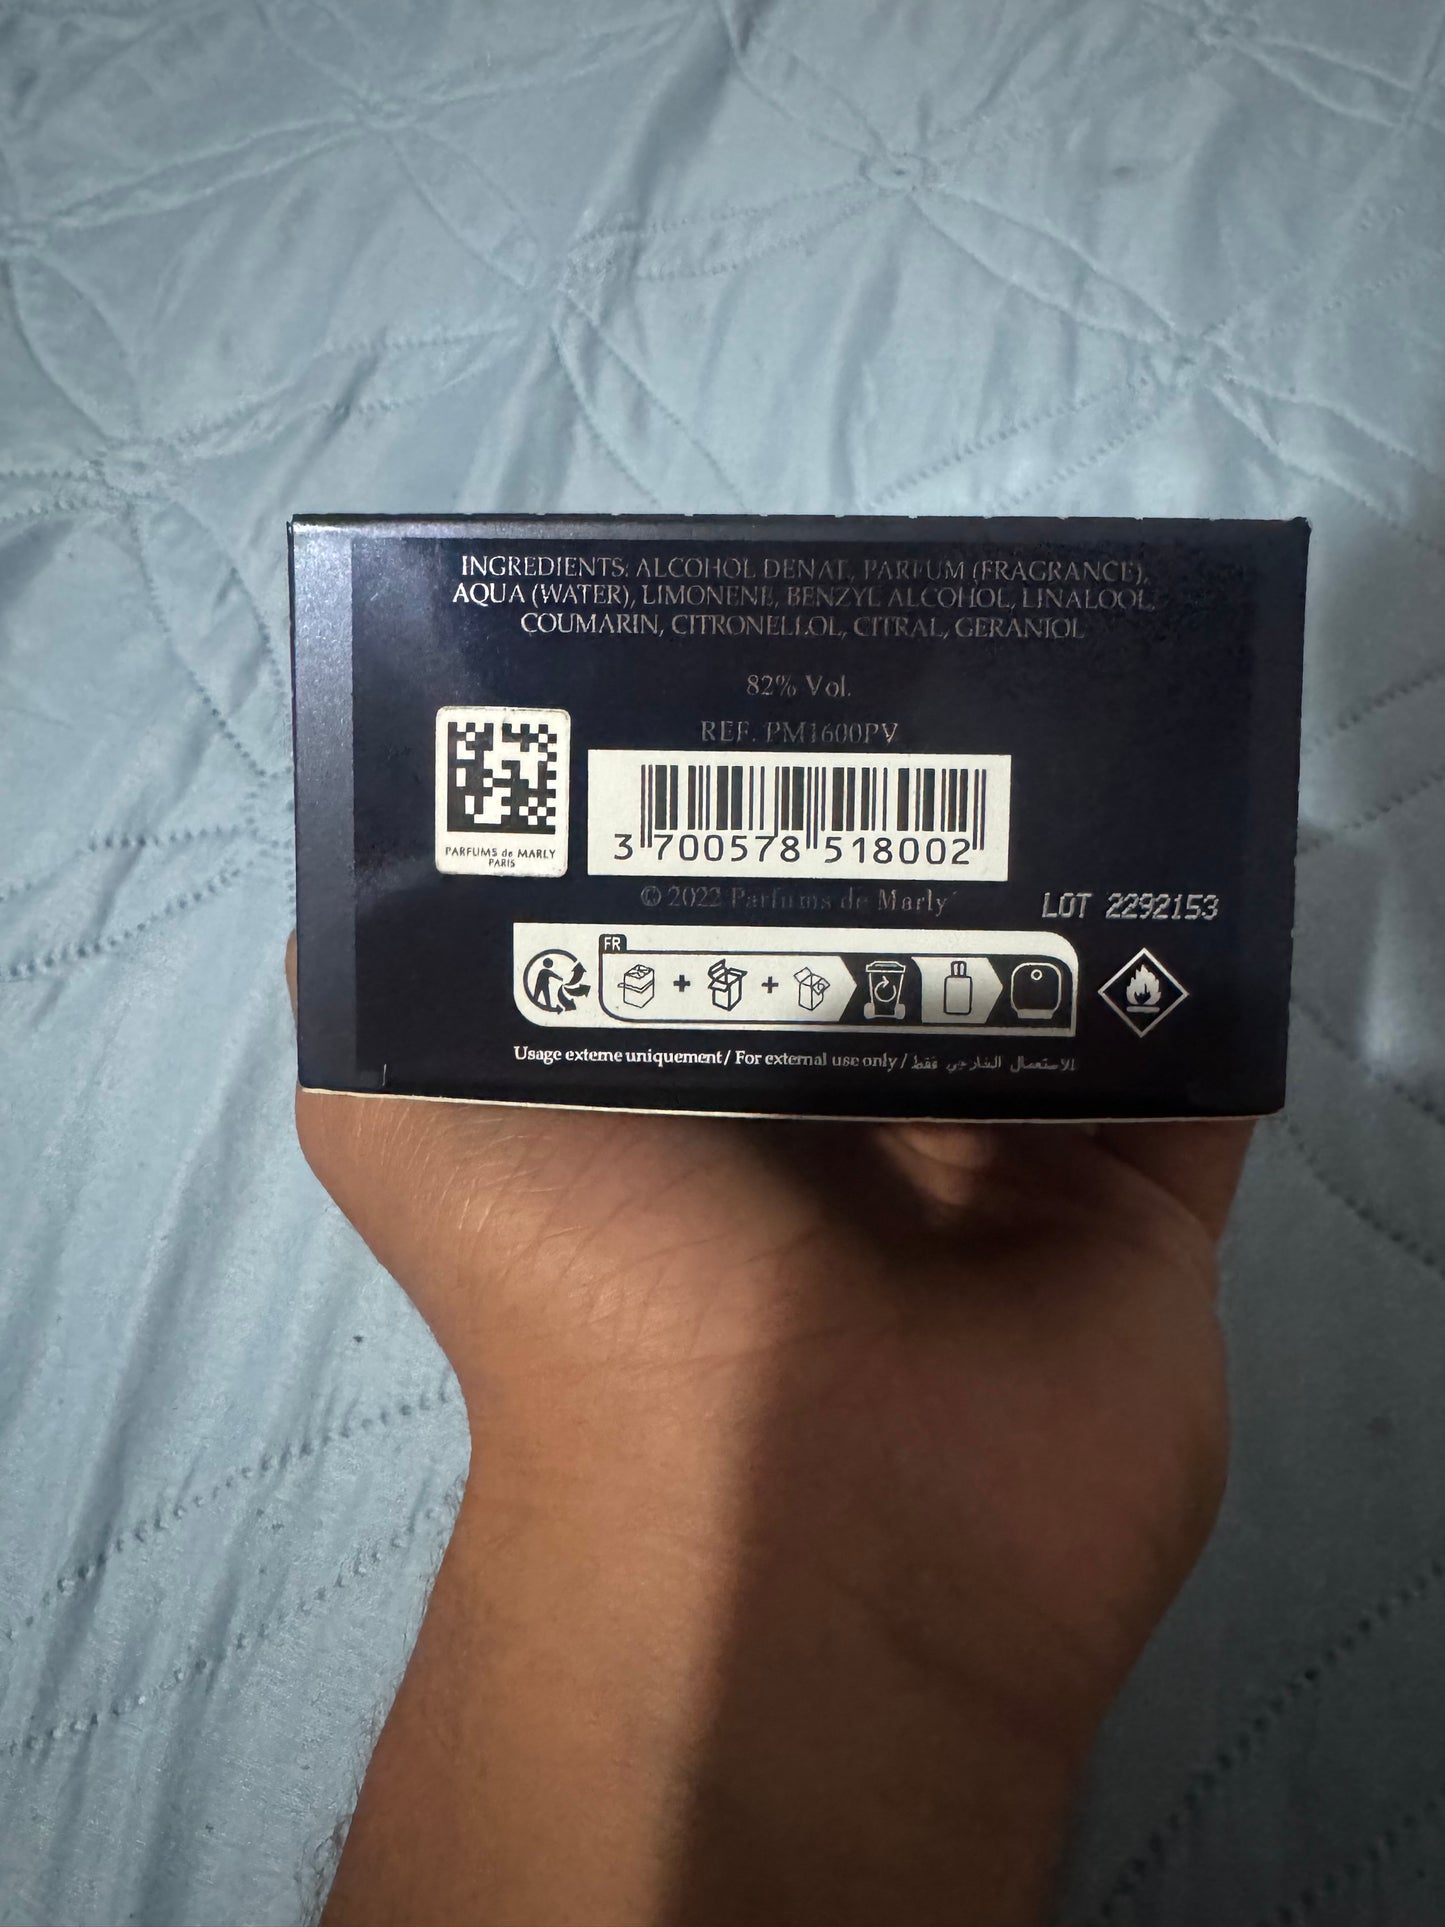 INGREDIENTS: ALCOHOL DENAT., PARFUM (FRAGRANCE),
AQUA (WATER), LIMONENE, BENZYL ALCOHOL, LINALOOL,
COUMARIN, CITRONELLOL, CITRAL, GERANIOL
82% Vol.
REF. PM1600PV
PARFUMS de MARLY
PARIS
3 700578 518002
© 2022 Parfums de Marly
LOT 2292153
FR
Usage externe uniquement / For external use only / للاستعمال الخارجي فقط